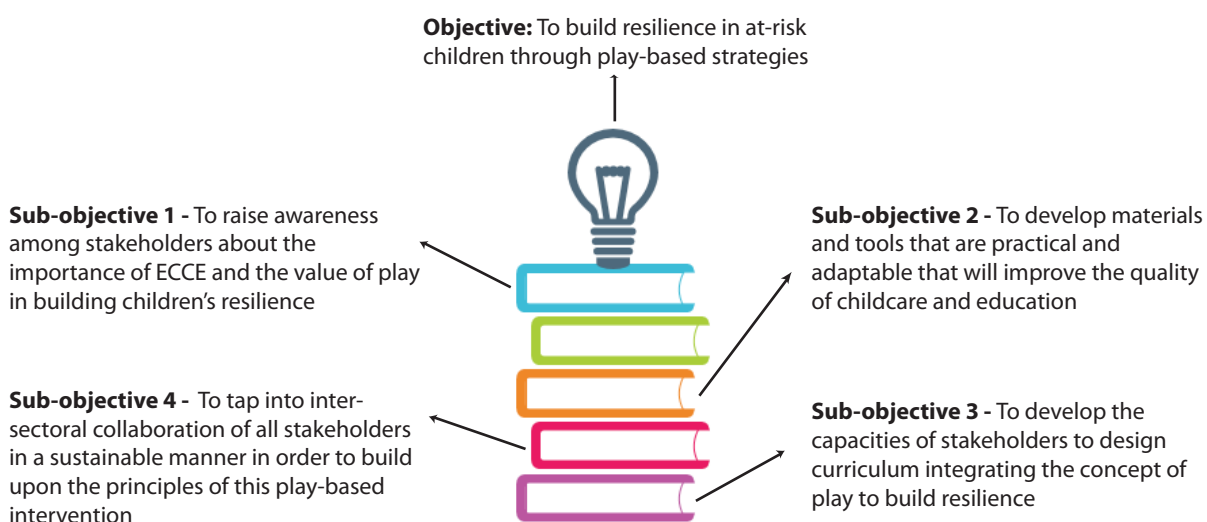 Objective: To build resilience in at-risk
children through play-based strategies
Sub-objective 1 - To raise awareness
among stakeholders about the
importance of ECCE and the value of play
in building children’s resilience
Sub-objective 2 - To develop materials
and tools that are practical and
adaptable that will improve the quality
of childcare and education
Sub-objective 4 - To tap into inter-
sectoral collaboration of all stakeholders
in a sustainable manner in order to build
upon the principles of this play-based
intervention
Sub-objective 3 - To develop the
capacities of stakeholders to design
curriculum integrating the concept of
play to build resilience